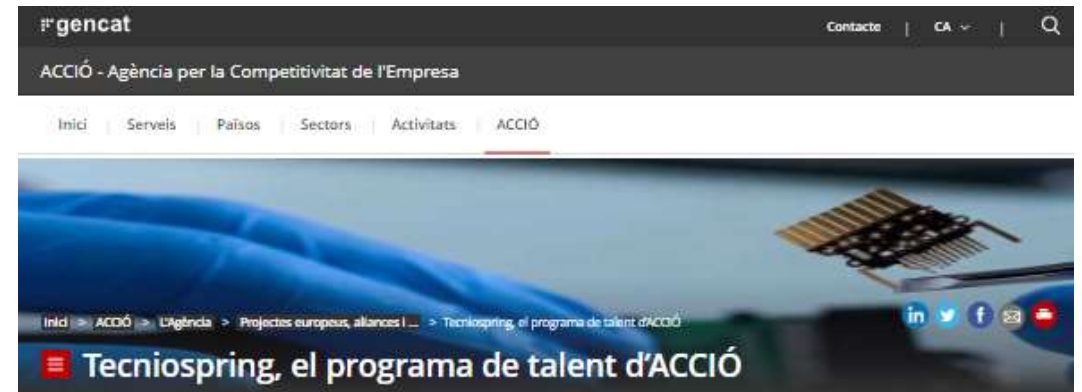 gencat
Contacte | CA |
ACCIÓ - Agència per la Competitivitat de l'Empresa
Inici | Serveis | Països | Sectors | Activitats | ACCIÓ
Inici > ACCIÓ > L'Agència > Projectes europeus, aliances i ... > Tecniospring, el programa de talent d'ACCIÓ
in f
Tecniospring, el programa de talent d'ACCIÓ